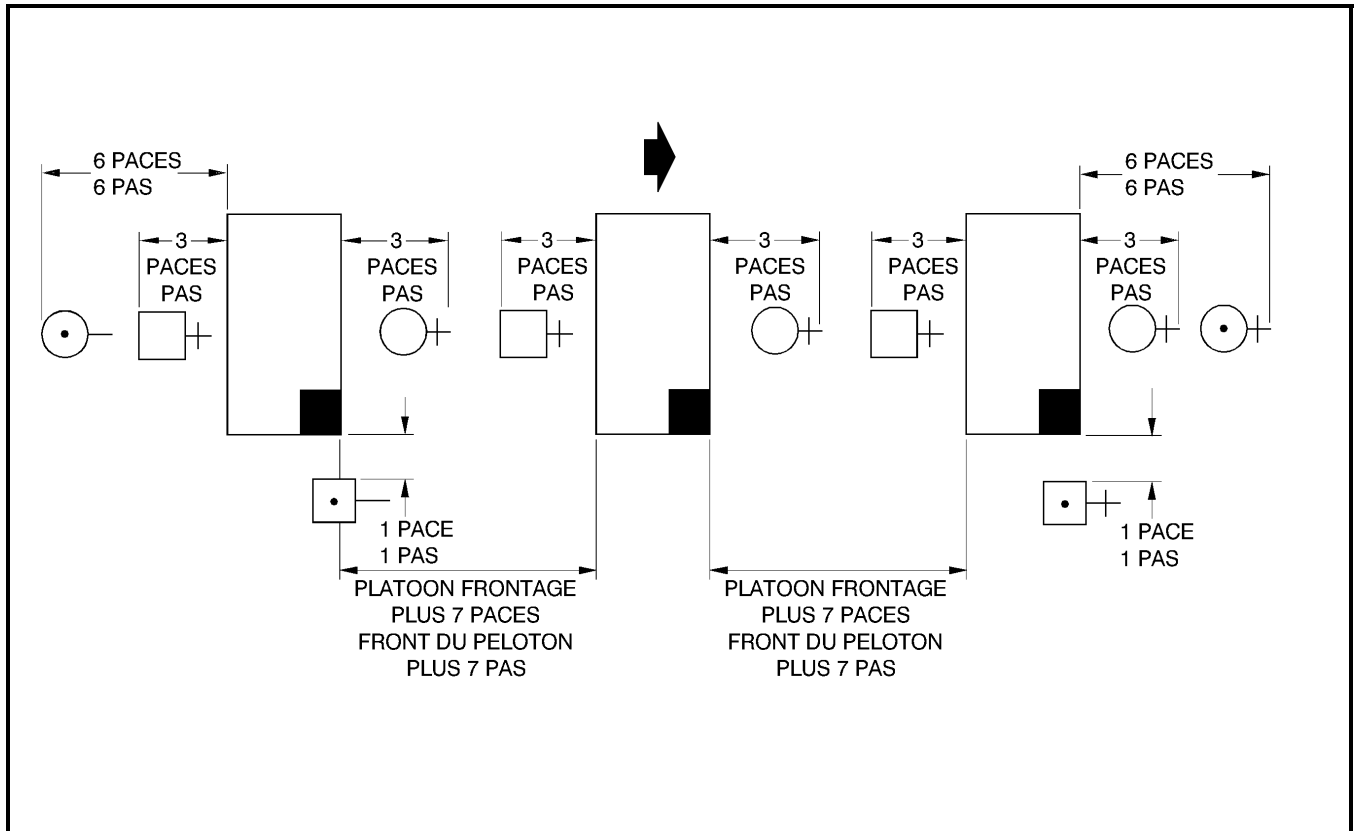 6 PACES
6 PAS
6 PACES
6 PAS
3
PACES
PAS
3
PACES
PAS
3
PACES
PAS
3
PACES
PAS
3
PACES
PAS
3
PACES
PAS
1 PACE
1 PAS
1 PACE
1 PAS
PLATOON FRONTAGE
PLUS 7 PACES
FRONT DU PELOTON
PLUS 7 PAS
PLATOON FRONTAGE
PLUS 7 PACES
FRONT DU PELOTON
PLUS 7 PAS